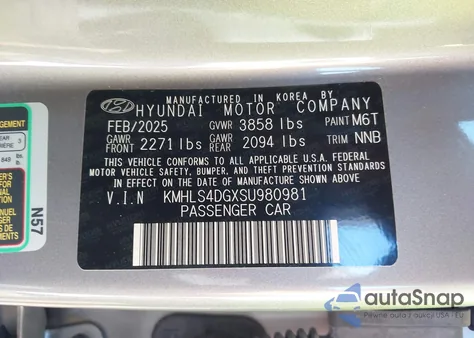 MANUFACTURED IN KOREA BY
HYUNDAI MOTOR COMPANY
FEB/2025 GVWR 3858 lbs PAINT M6T
GAWR FRONT 2271 lbs GAWR REAR 2094 lbs TRIM NNB
THIS VEHICLE CONFORMS TO ALL APPLICABLE U.S.A. FEDERAL
MOTOR VEHICLE SAFETY, BUMPER, AND THEFT PREVENTION
STANDARDS IN EFFECT ON THE DATE OF MANUFACTURE SHOWN ABOVE
V.I.N KMHLS4DGXSU980981
PASSENGER CAR
N57
autoSnap